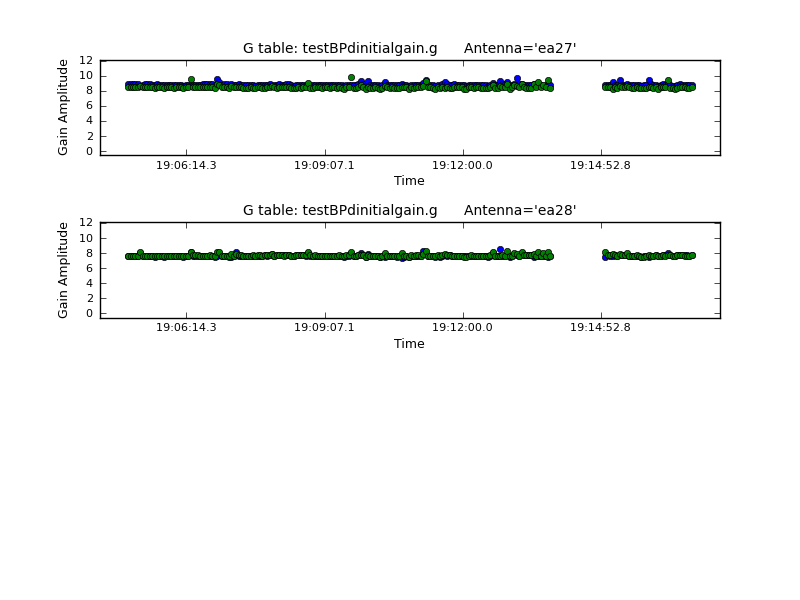 G table: testBPdinitialgain.g Antenna='ea27'
12
10
8
6
4
2
0
Gain Amplitude
19:06:14.3 19:09:07.1 19:12:00.0 19:14:52.8
Time
G table: testBPdinitialgain.g Antenna='ea28'
12
10
8
6
4
2
0
Gain Amplitude
19:06:14.3 19:09:07.1 19:12:00.0 19:14:52.8
Time